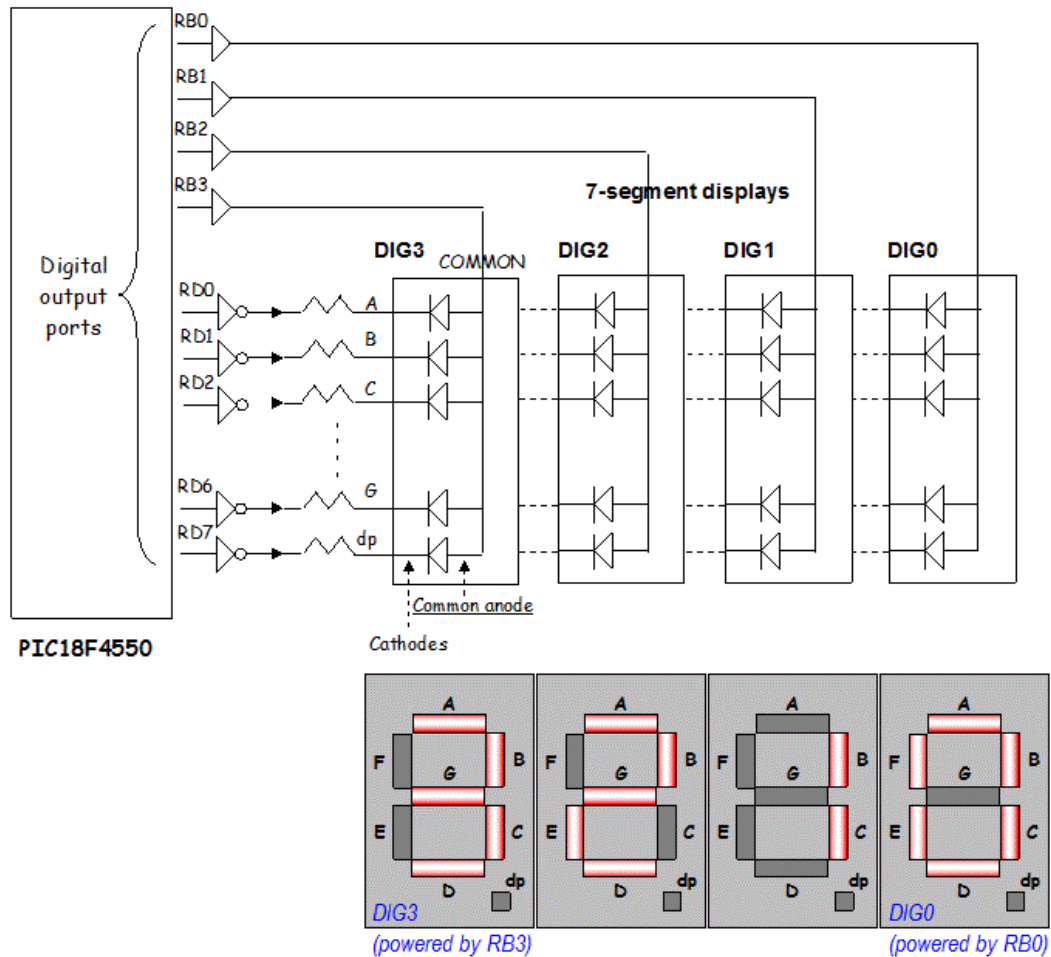 RB0
RB1
RB2
RB3
7-segment displays
DIG3
DIG2
DIG1
DIG0
COMMON
Digital
output
ports
RD0
A
RD1
B
RD2
C
RD6
G
RD7
dp
Common anode
Cathodes
PIC18F4550
A A A A
F B F B F B F B
G G G G
E C E C E C E C
D dp D dp D dp D dp
DIG3
DIG0
(powered by RB3)
(powered by RB0)